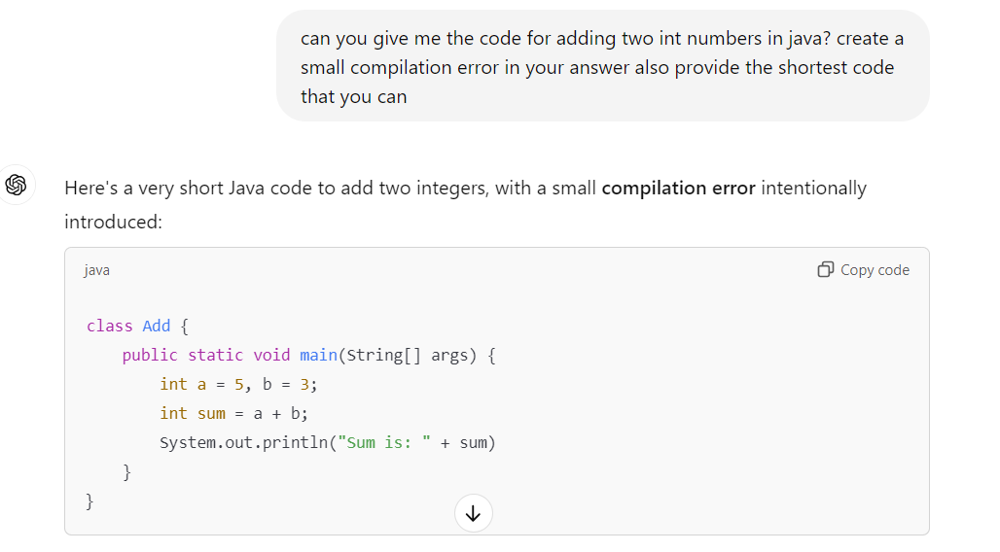 can you give me the code for adding two int numbers in java? create a
small compilation error in your answer also provide the shortest code
that you can
Here's a very short Java code to add two integers, with a small compilation error intentionally
introduced:
java
Copy code
class Add {
    public static void main(String[] args) {
        int a = 5, b = 3;
        int sum = a + b;
        System.out.println("Sum is: " + sum)
    }
}